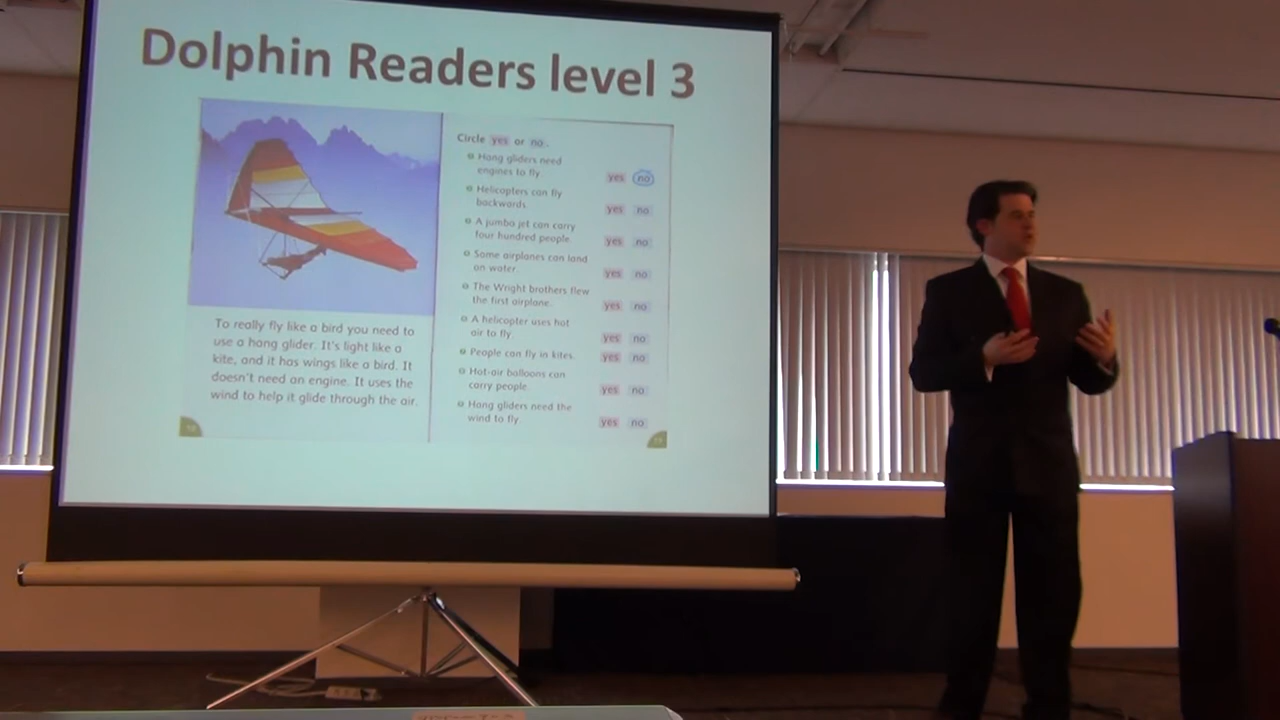 Dolphin Readers level 3
To really fly like a bird you need to
use a hang glider. It's light like a
kite, and it has wings like a bird. It
doesn't need an engine. It uses the
wind to help it glide through the air.
Circle yes or no.
Hang gliders need
engines to fly. yes no
Helicopters can fly
backwards. yes no
A jumbo jet can carry
four hundred people. yes no
Some airplanes can land
on water. yes no
The Wright brothers flew
the first airplane. yes no
A helicopter uses hot
air to fly. yes no
People can fly in kites. yes no
Hot-air balloons can
carry people. yes no
Hang gliders need the
wind to fly. yes no